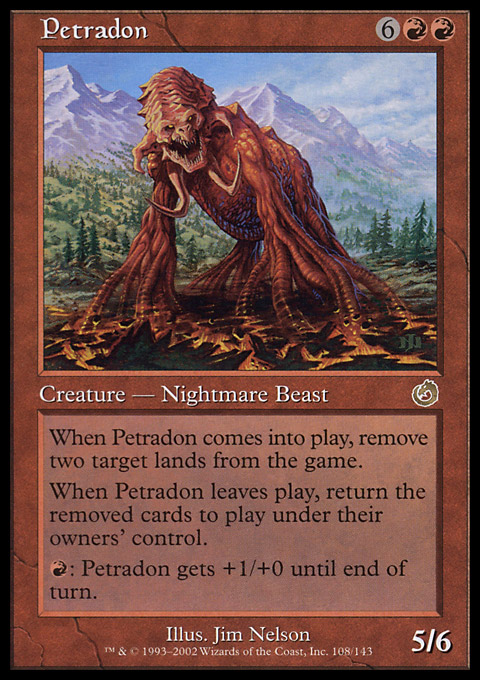 Petradon 6
Creature — Nightmare Beast
When Petradon comes into play, remove
two target lands from the game.
When Petradon leaves play, return the
removed cards to play under their
owners' control.
: Petradon gets +1/+0 until end of
turn.
Illus. Jim Nelson
™ & © 1993–2002 Wizards of the Coast, Inc. 108/143
5/6